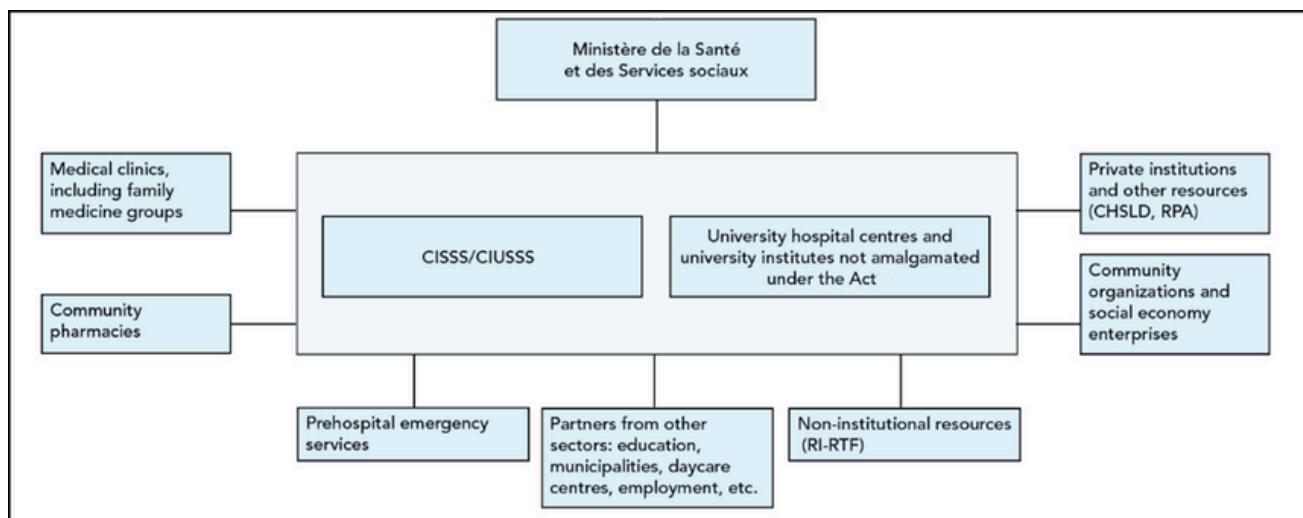 Ministère de la Santé
et des Services sociaux
Medical clinics,
including family
medicine groups
Community
pharmacies
CISSS/CIUSSS
University hospital centres and
university institutes not amalgamated
under the Act
Private institutions
and other resources
(CHSLD, RPA)
Community
organizations and
social economy
enterprises
Prehospital emergency
services
Partners from other
sectors: education,
municipalities, daycare
centres, employment, etc.
Non-institutional resources
(RI-RTF)